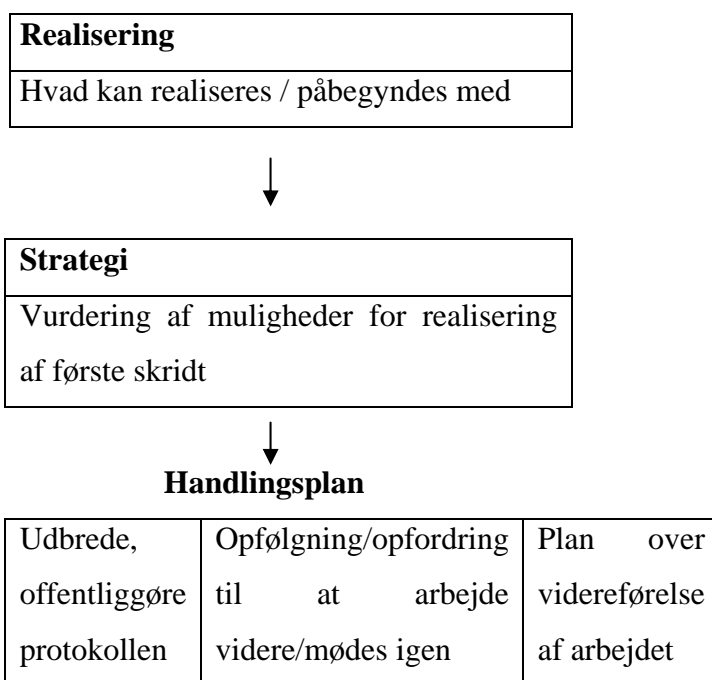 Realisering
Hvad kan realiseres / påbegyndes med
Strategi
Vurdering af muligheder for realisering
af første skridt
Handlingsplan
Udbrede,
offentliggøre
protokollen
Opfølgning/opfordring
til at arbejde
videre/mødes igen
Plan over
videreførelse
af arbejdet